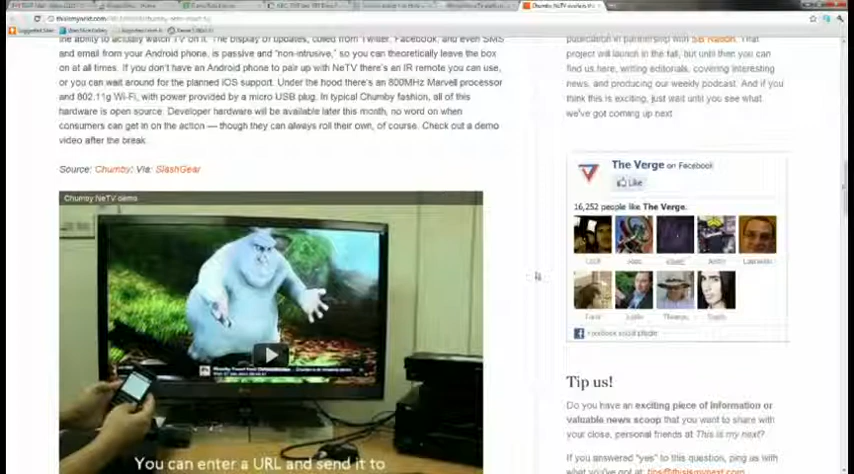 thisismynext.com
the ability to actually watch TV on it. The display of updates, culled from Twitter, Facebook, and even SMS
and email from your Android phone, is passive and "non-intrusive," so you can theoretically leave the box
on at all times. If you don't have an Android phone to pair up with NeTV there's an IR remote you can use,
or you can wait around for the planned iOS support. Under the hood there's an 800MHz Marvell processor
and 802.11g Wi-Fi, with power provided by a micro USB plug. In typical Chumby fashion, all of this
hardware is open source. Developer hardware will be available later this month, no word on when
consumers can get in on the action — though they can always roll their own, of course. Check out a demo
video after the break.
Source: Chumby; Via: SlashGear
Chumby NeTV demo
You can enter a URL and send it to
publication in partnership with SB Nation. That
project will launch in the fall, but until then you can
find us here, writing editorials, covering interesting
news, and producing our weekly podcast. And if you
think this is exciting, just wait until you see what
we've got coming up next.
The Verge on Facebook
Like
16,252 people like The Verge.
Facebook social plugin
Tip us!
Do you have an exciting piece of information or
valuable news scoop that you want to share with
your close, personal friends at This is my next?
If you answered "yes" to this question, ping us with
what you've got at tips@thisismynext.com